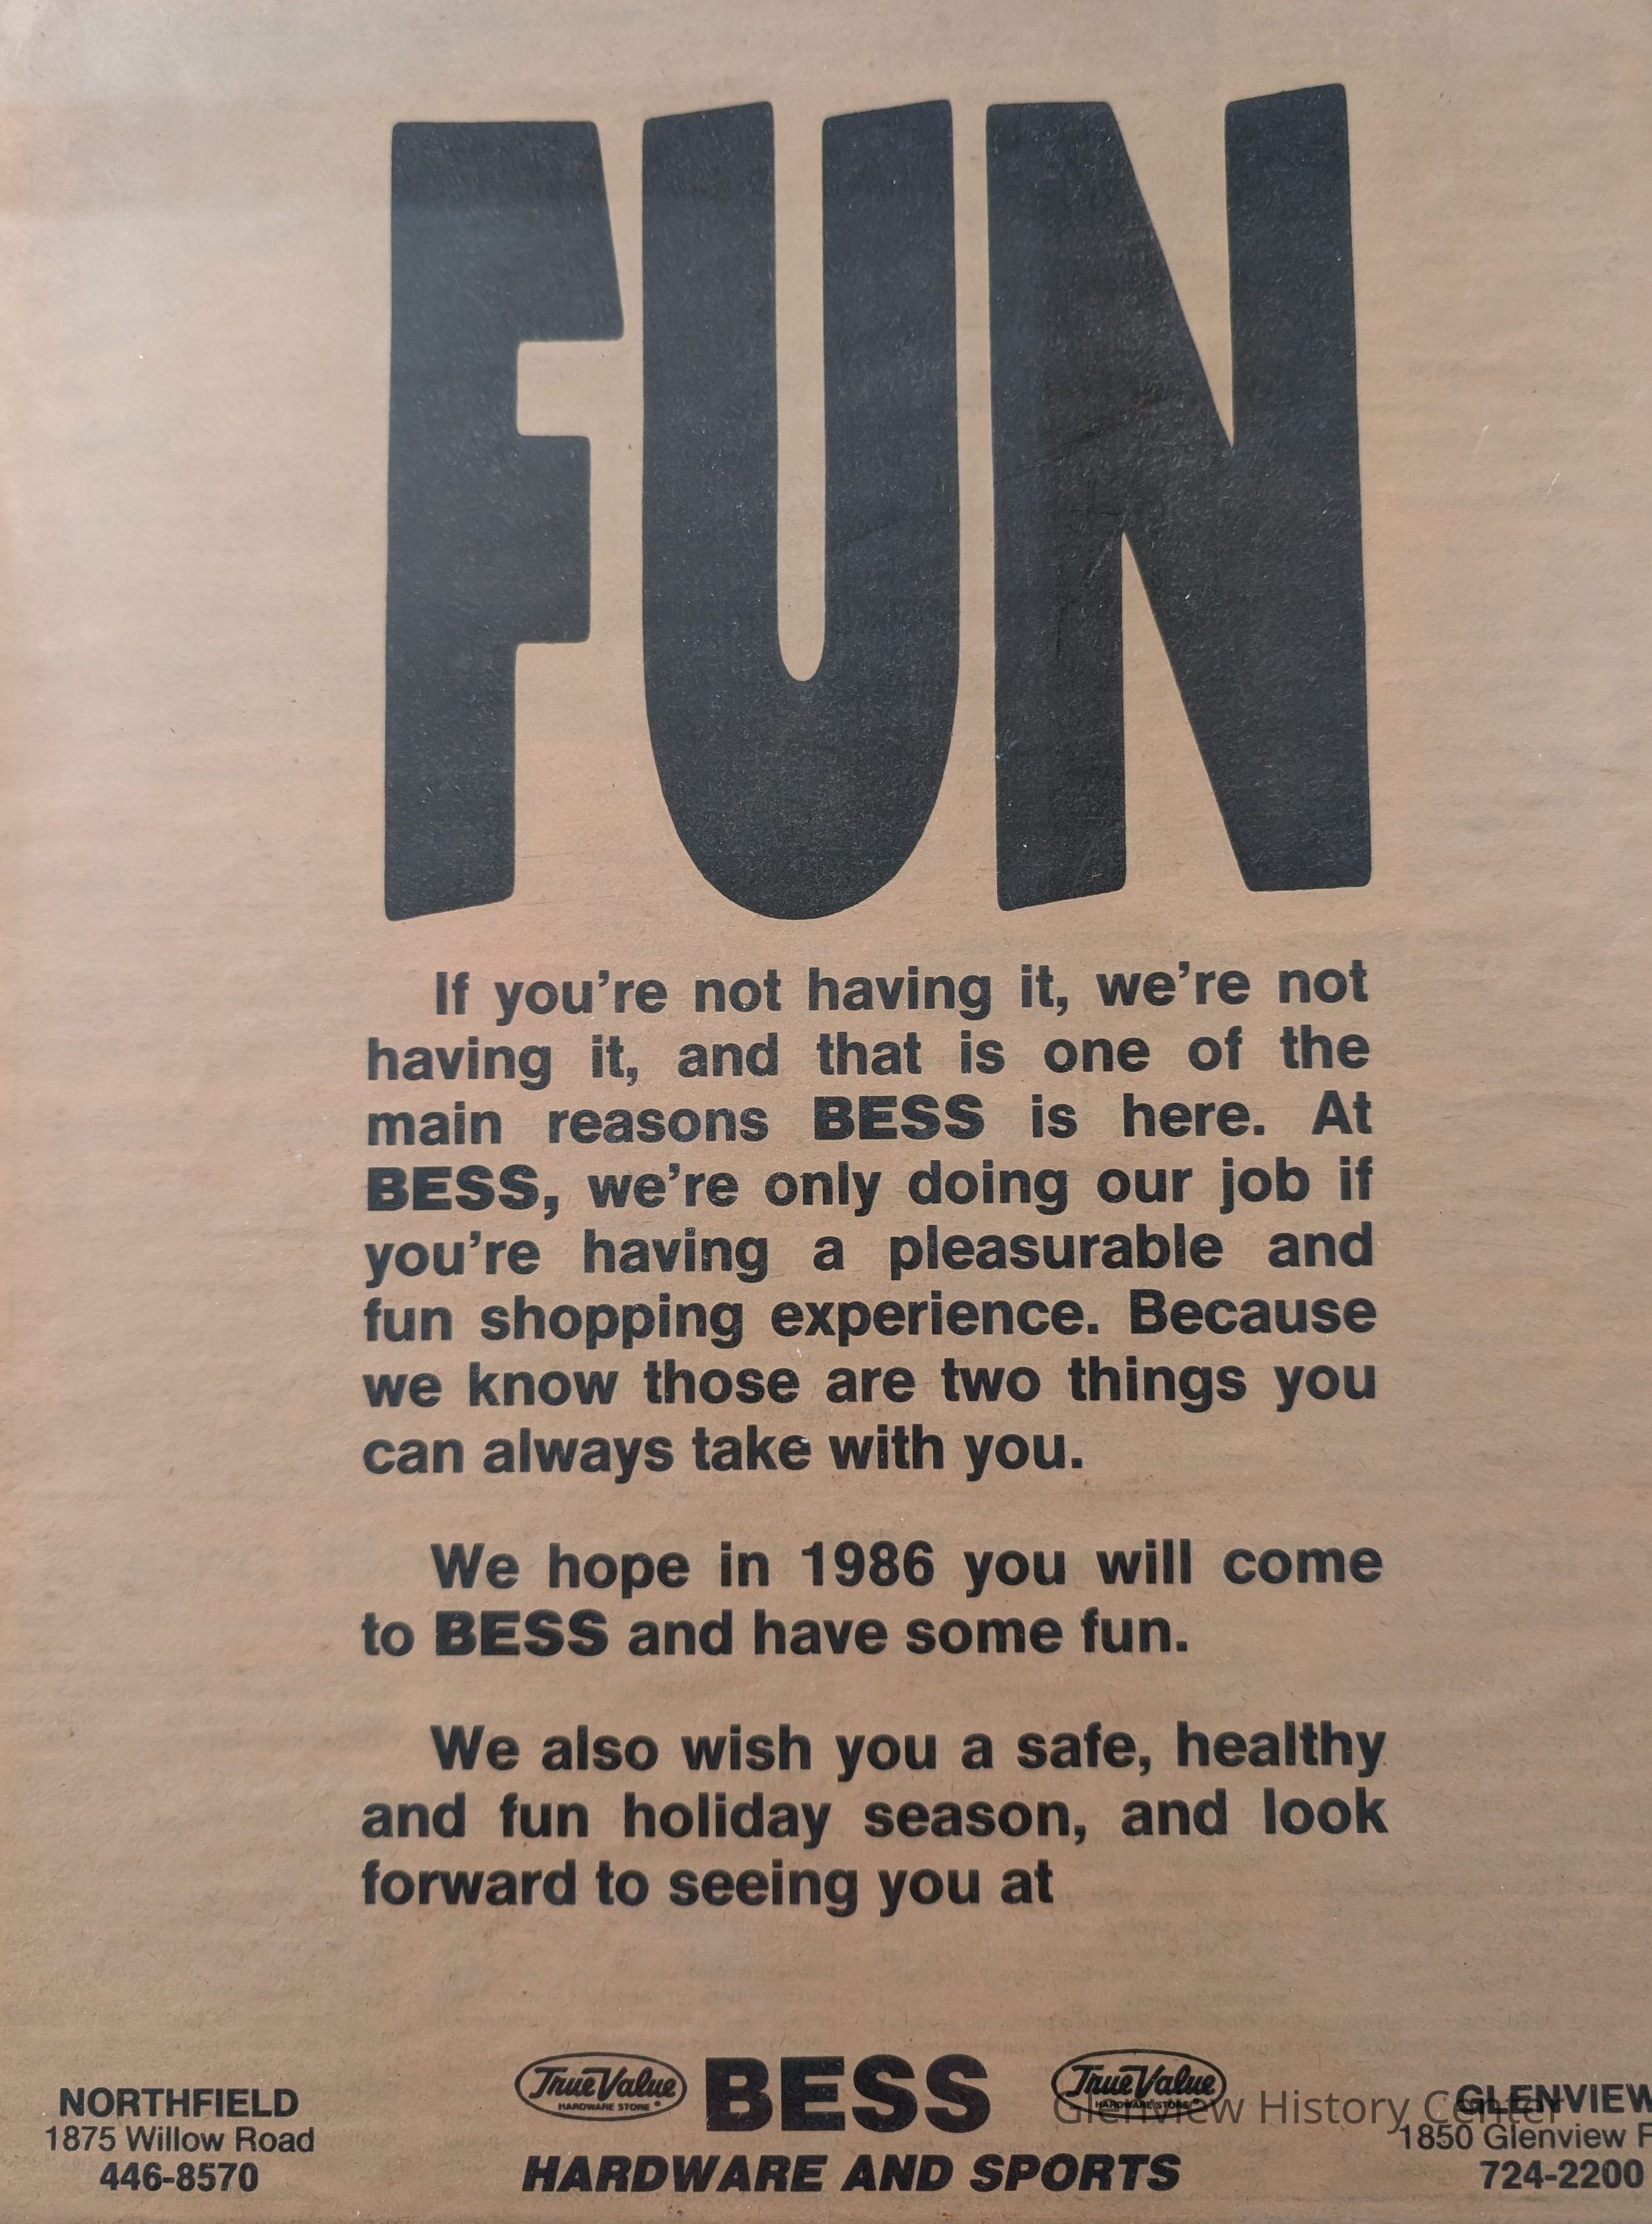 FUN
If you're not having it, we're not
having it, and that is one of the
main reasons BESS is here. At
BESS, we're only doing our job if
you're having a pleasurable and
fun shopping experience. Because
we know those are two things you
can always take with you.
We hope in 1986 you will come
to BESS and have some fun.
We also wish you a safe, healthy
and fun holiday season, and look
forward to seeing you at
NORTHFIELD
1875 Willow Road
446-8570
True Value
HARDWARE STORE
BESS
True Value
HARDWARE STORE
HARDWARE AND SPORTS
Glenview History Center
GLENVIEW
1850 Glenview
724-2200